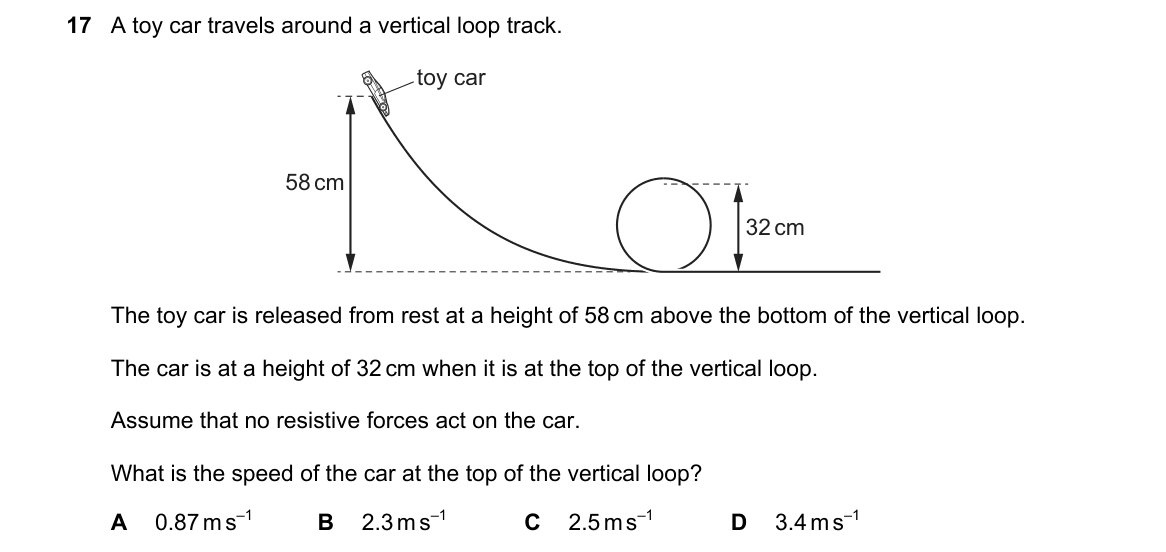 17 A toy car travels around a vertical loop track.
toy car
58 cm
32 cm
The toy car is released from rest at a height of 58 cm above the bottom of the vertical loop.
The car is at a height of 32 cm when it is at the top of the vertical loop.
Assume that no resistive forces act on the car.
What is the speed of the car at the top of the vertical loop?
A 0.87 m s⁻¹ B 2.3 m s⁻¹ C 2.5 m s⁻¹ D 3.4 m s⁻¹